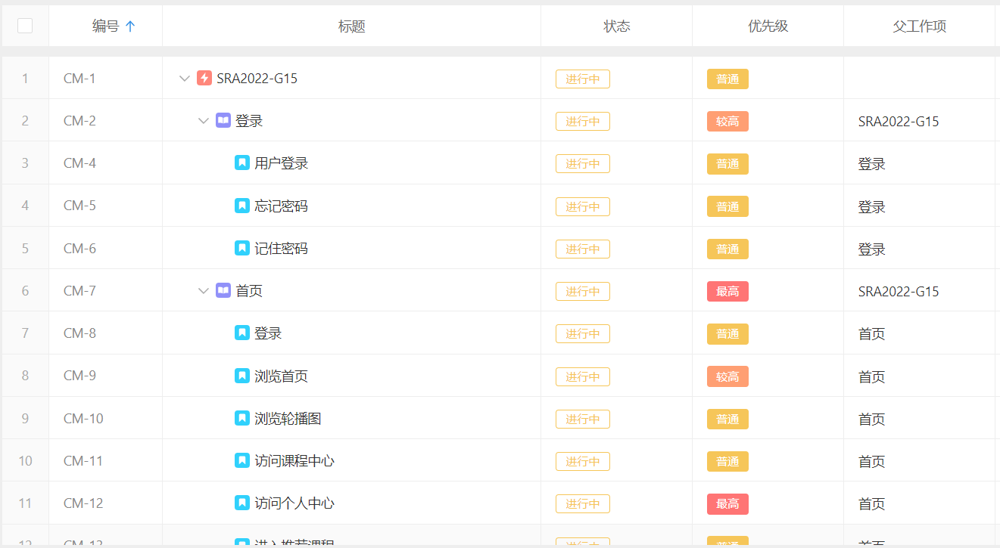 编号 标题 状态 优先级 父工作项
1 CM-1 SRA2022-G15 进行中 普通
2 CM-2 登录 进行中 较高 SRA2022-G15
3 CM-4 用户登录 进行中 普通 登录
4 CM-5 忘记密码 进行中 普通 登录
5 CM-6 记住密码 进行中 普通 登录
6 CM-7 首页 进行中 最高 SRA2022-G15
7 CM-8 登录 进行中 普通 首页
8 CM-9 浏览首页 进行中 较高 首页
9 CM-10 浏览轮播图 进行中 普通 首页
10 CM-11 访问课程中心 进行中 普通 首页
11 CM-12 访问个人中心 进行中 最高 首页
12 CM-13 进入推荐课程 进行中 普通 首页